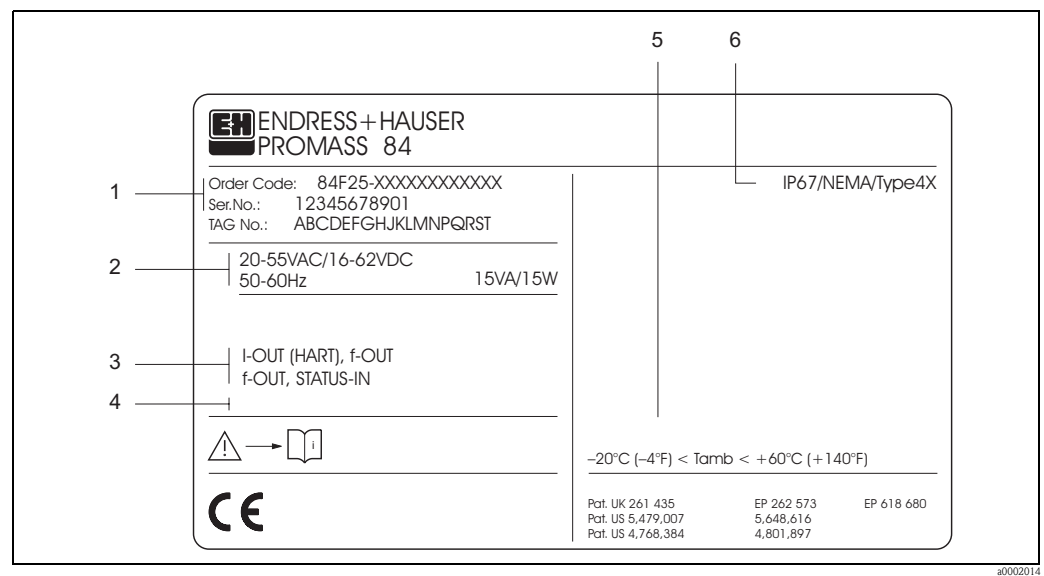 5 6
E+H ENDRESS+HAUSER
PROMASS 84
1
Order Code: 84F25-XXXXXXXXXXXX
Ser.No.: 12345678901
TAG No.: ABCDEFGHJKLMNPQRST
IP67/NEMA/Type4X
2
20-55VAC/16-62VDC
50-60Hz 15VA/15W
3
I-OUT (HART), f-OUT
f-OUT, STATUS-IN
4
i
–20°C (–4°F) < Tamb < +60°C (+140°F)
CE
Pat. UK 261 435 EP 262 573 EP 618 680
Pat. US 5,479,007 5,648,616
Pat. US 4,768,384 4,801,897
a0002014